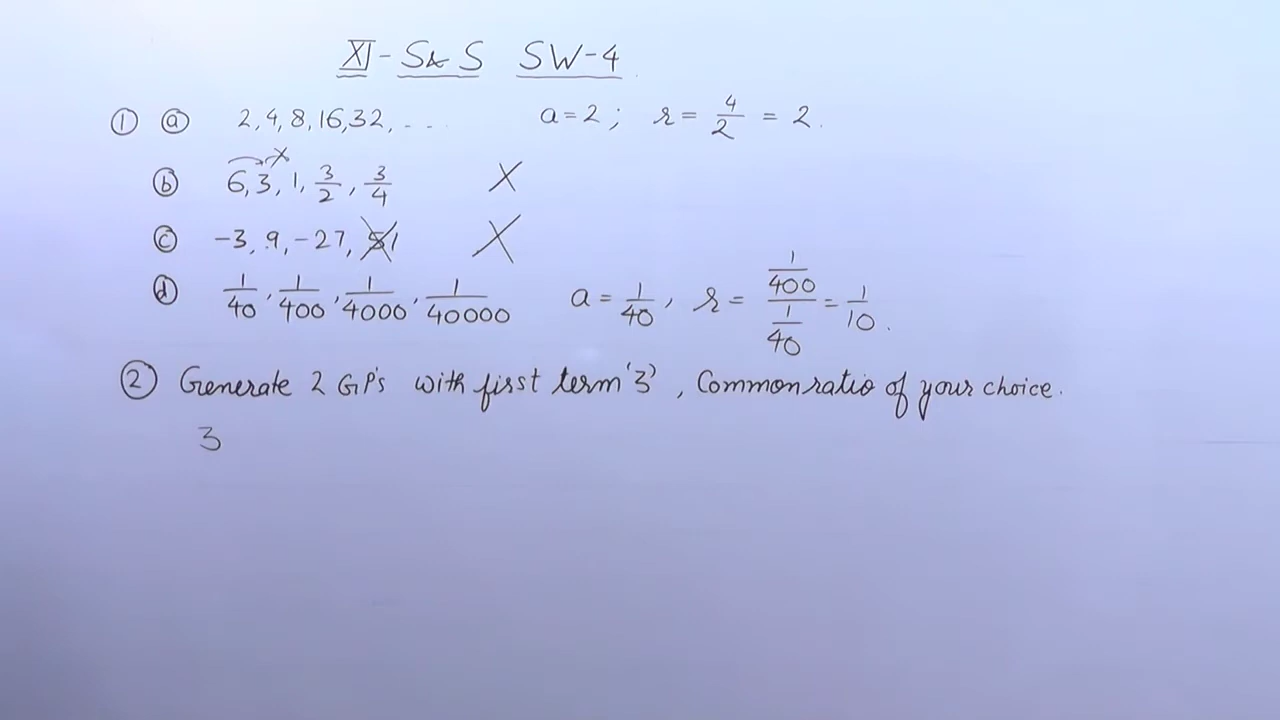 XI - S & S SW-4
① ⓐ 2, 4, 8, 16, 32, ... a = 2 ; r = 4/2 = 2.
ⓑ 6, 3, 1, 3/2, 3/4 X
ⓒ -3, 9, -27, 51 X
ⓓ 1/40, 1/400, 1/4000, 1/40000 a = 1/40, r = (1/400)/(1/40) = 1/10.
② Generate 2 GP's with first term '3', Common ratio of your choice.
3